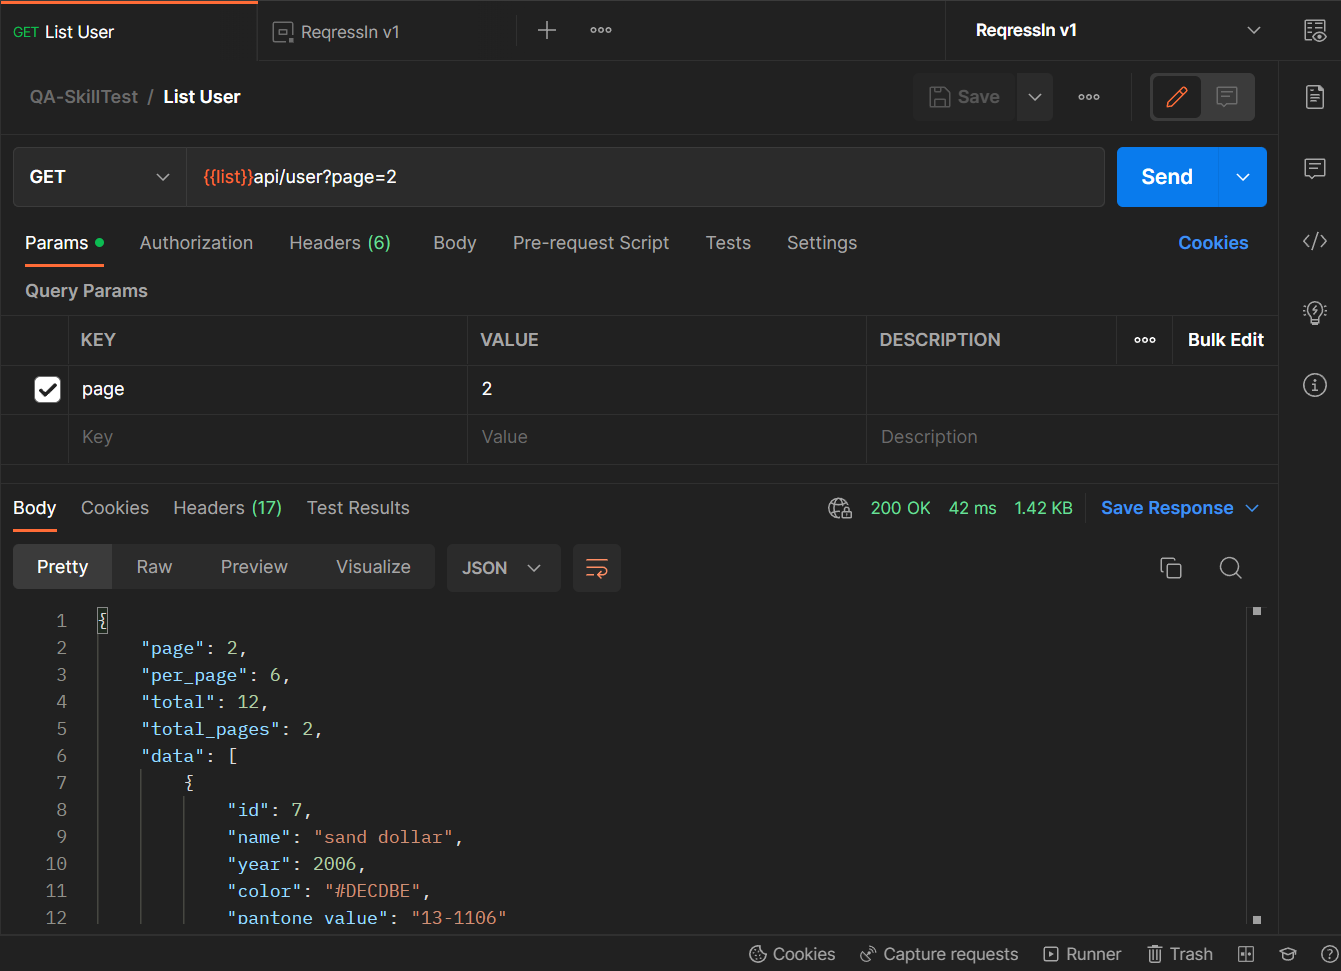 GET List User
ReqressIn v1
ReqressIn v1
QA-SkillTest / List User
Save
GET
{{list}}api/user?page=2
Send
Params
Authorization
Headers (6)
Body
Pre-request Script
Tests
Settings
Cookies
Query Params
KEY
VALUE
DESCRIPTION
Bulk Edit
page
2
Key
Value
Description
Body
Cookies
Headers (17)
Test Results
200 OK
42 ms
1.42 KB
Save Response
Pretty
Raw
Preview
Visualize
JSON
1 {
2 "page": 2,
3 "per_page": 6,
4 "total": 12,
5 "total_pages": 2,
6 "data": [
7 {
8 "id": 7,
9 "name": "sand dollar",
10 "year": 2006,
11 "color": "#DECDBE",
12 "pantone_value": "13-1106"
Cookies
Capture requests
Runner
Trash